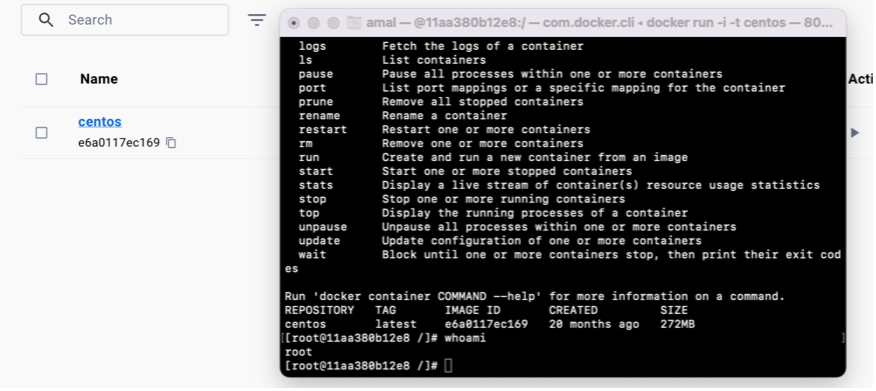 Search
Name
centos
e6a0117ec169
Acti
amal — @11aa380b12e8:/ — com.docker.cli ◂ docker run -i -t centos — 80...
logs        Fetch the logs of a container
ls          List containers
pause       Pause all processes within one or more containers
port        List port mappings or a specific mapping for the container
prune       Remove all stopped containers
rename      Rename a container
restart     Restart one or more containers
rm          Remove one or more containers
run         Create and run a new container from an image
start       Start one or more stopped containers
stats       Display a live stream of container(s) resource usage statistics
stop        Stop one or more running containers
top         Display the running processes of a container
unpause     Unpause all processes within one or more containers
update      Update configuration of one or more containers
wait        Block until one or more containers stop, then print their exit cod
es
Run 'docker container COMMAND --help' for more information on a command.
REPOSITORY   TAG       IMAGE ID       CREATED         SIZE
centos       latest    e6a0117ec169   20 months ago   272MB
[[root@11aa380b12e8 /]# whoami ]
root
[root@11aa380b12e8 /]#